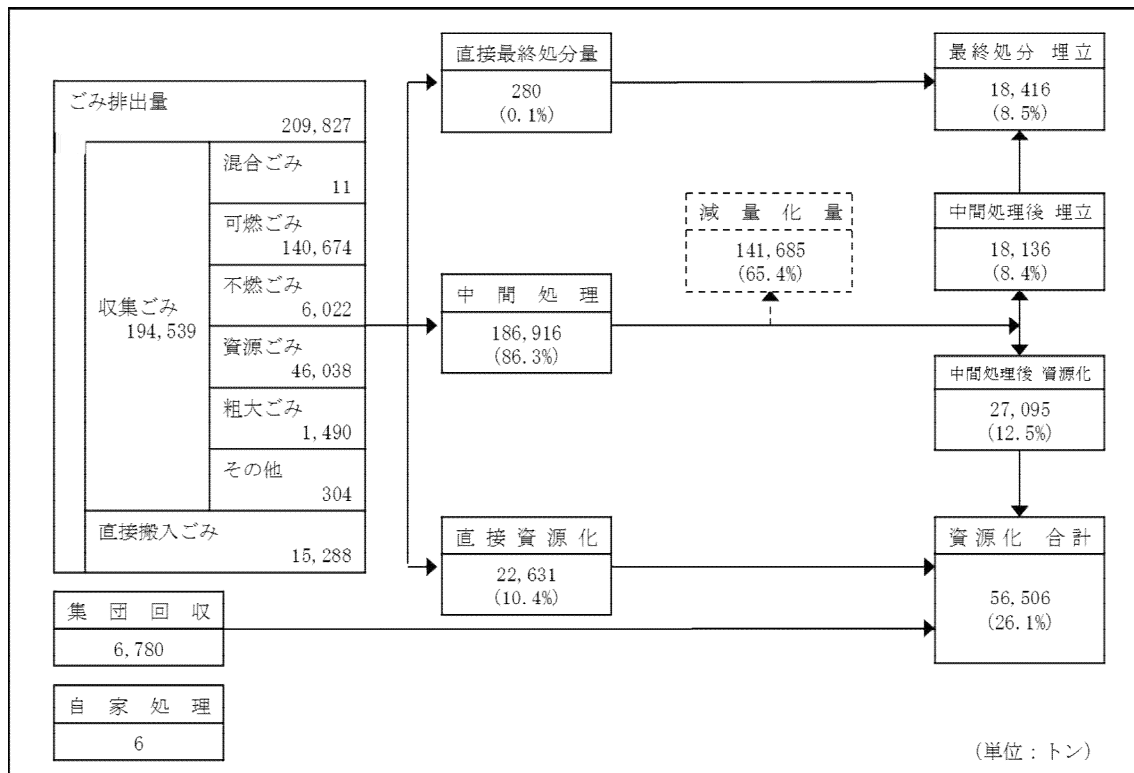 ごみ排出量
209,827
収集ごみ
194,539
混合ごみ
11
可燃ごみ
140,674
不燃ごみ
6,022
資源ごみ
46,038
粗大ごみ
1,490
その他
304
直接搬入ごみ
15,288
集団回収
6,780
自家処理
6
直接最終処分量
280
(0.1%)
中間処理
186,916
(86.3%)
直接資源化
22,631
(10.4%)
減量化量
141,685
(65.4%)
最終処分 埋立
18,416
(8.5%)
中間処理後 埋立
18,136
(8.4%)
中間処理後 資源化
27,095
(12.5%)
資源化 合計
56,506
(26.1%)
(単位：トン)